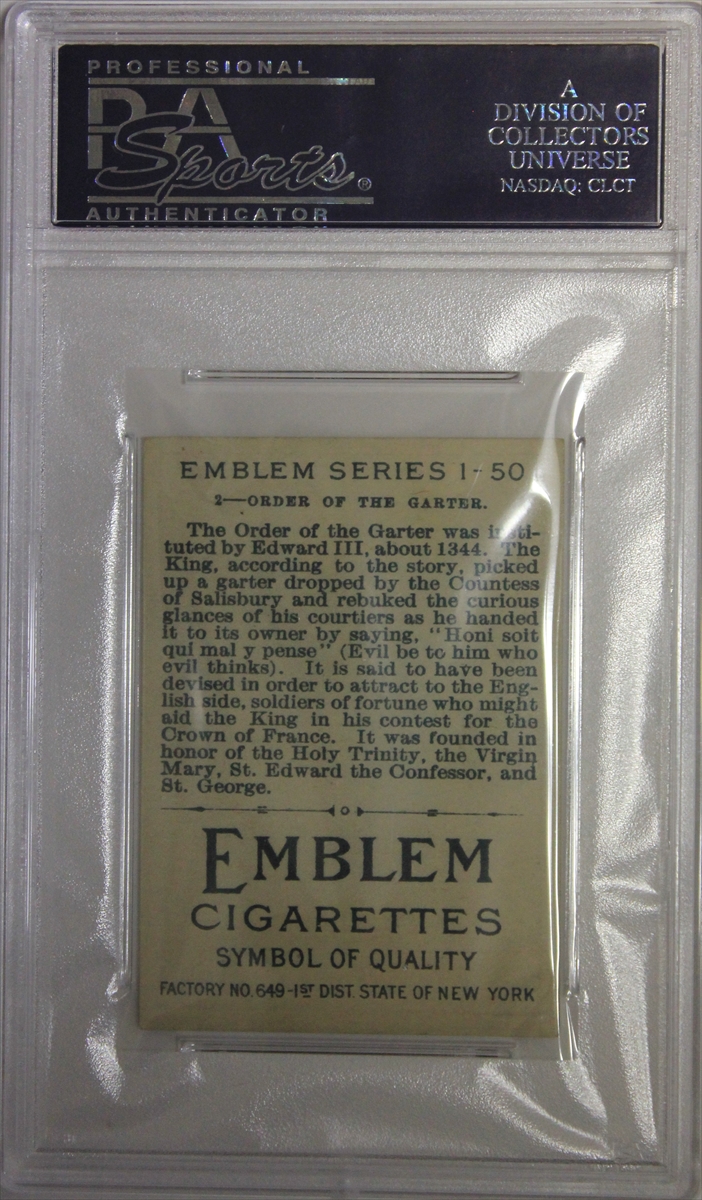 PROFESSIONAL
PSA
Sports®
AUTHENTICATOR
A
DIVISION OF
COLLECTORS
UNIVERSE
NASDAQ: CLCT
EMBLEM SERIES 1-50
2—ORDER OF THE GARTER.
The Order of the Garter was insti-
tuted by Edward III, about 1344. The
King, according to the story, picked
up a garter dropped by the Countess
of Salisbury and rebuked the curious
glances of his courtiers as he handed
it to its owner by saying, "Honi soit
qui mal y pense" (Evil be to him who
evil thinks). It is said to have been
devised in order to attract to the Eng-
lish side, soldiers of fortune who might
aid the King in his contest for the
Crown of France. It was founded in
honor of the Holy Trinity, the Virgin
Mary, St. Edward the Confessor, and
St. George.
EMBLEM
CIGARETTES
SYMBOL OF QUALITY
FACTORY NO. 649-1ST DIST. STATE OF NEW YORK